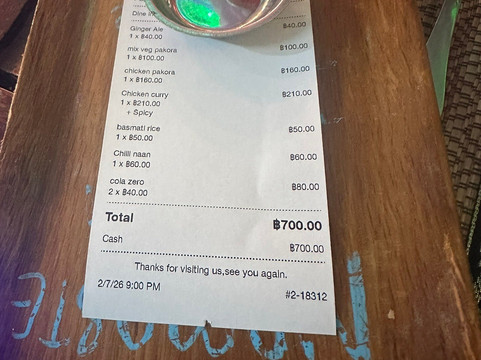 Dine in
Ginger Ale ฿40.00
1 x ฿40.00
mix veg pakora ฿100.00
1 x ฿100.00
chicken pakora ฿160.00
1 x ฿160.00
Chicken curry ฿210.00
1 x ฿210.00
+ Spicy
basmati rice ฿50.00
1 x ฿50.00
Chilli naan ฿60.00
1 x ฿60.00
cola zero ฿80.00
2 x ฿40.00
Total ฿700.00
Cash ฿700.00
Thanks for visiting us,see you again.
2/7/26 9:00 PM #2-18312